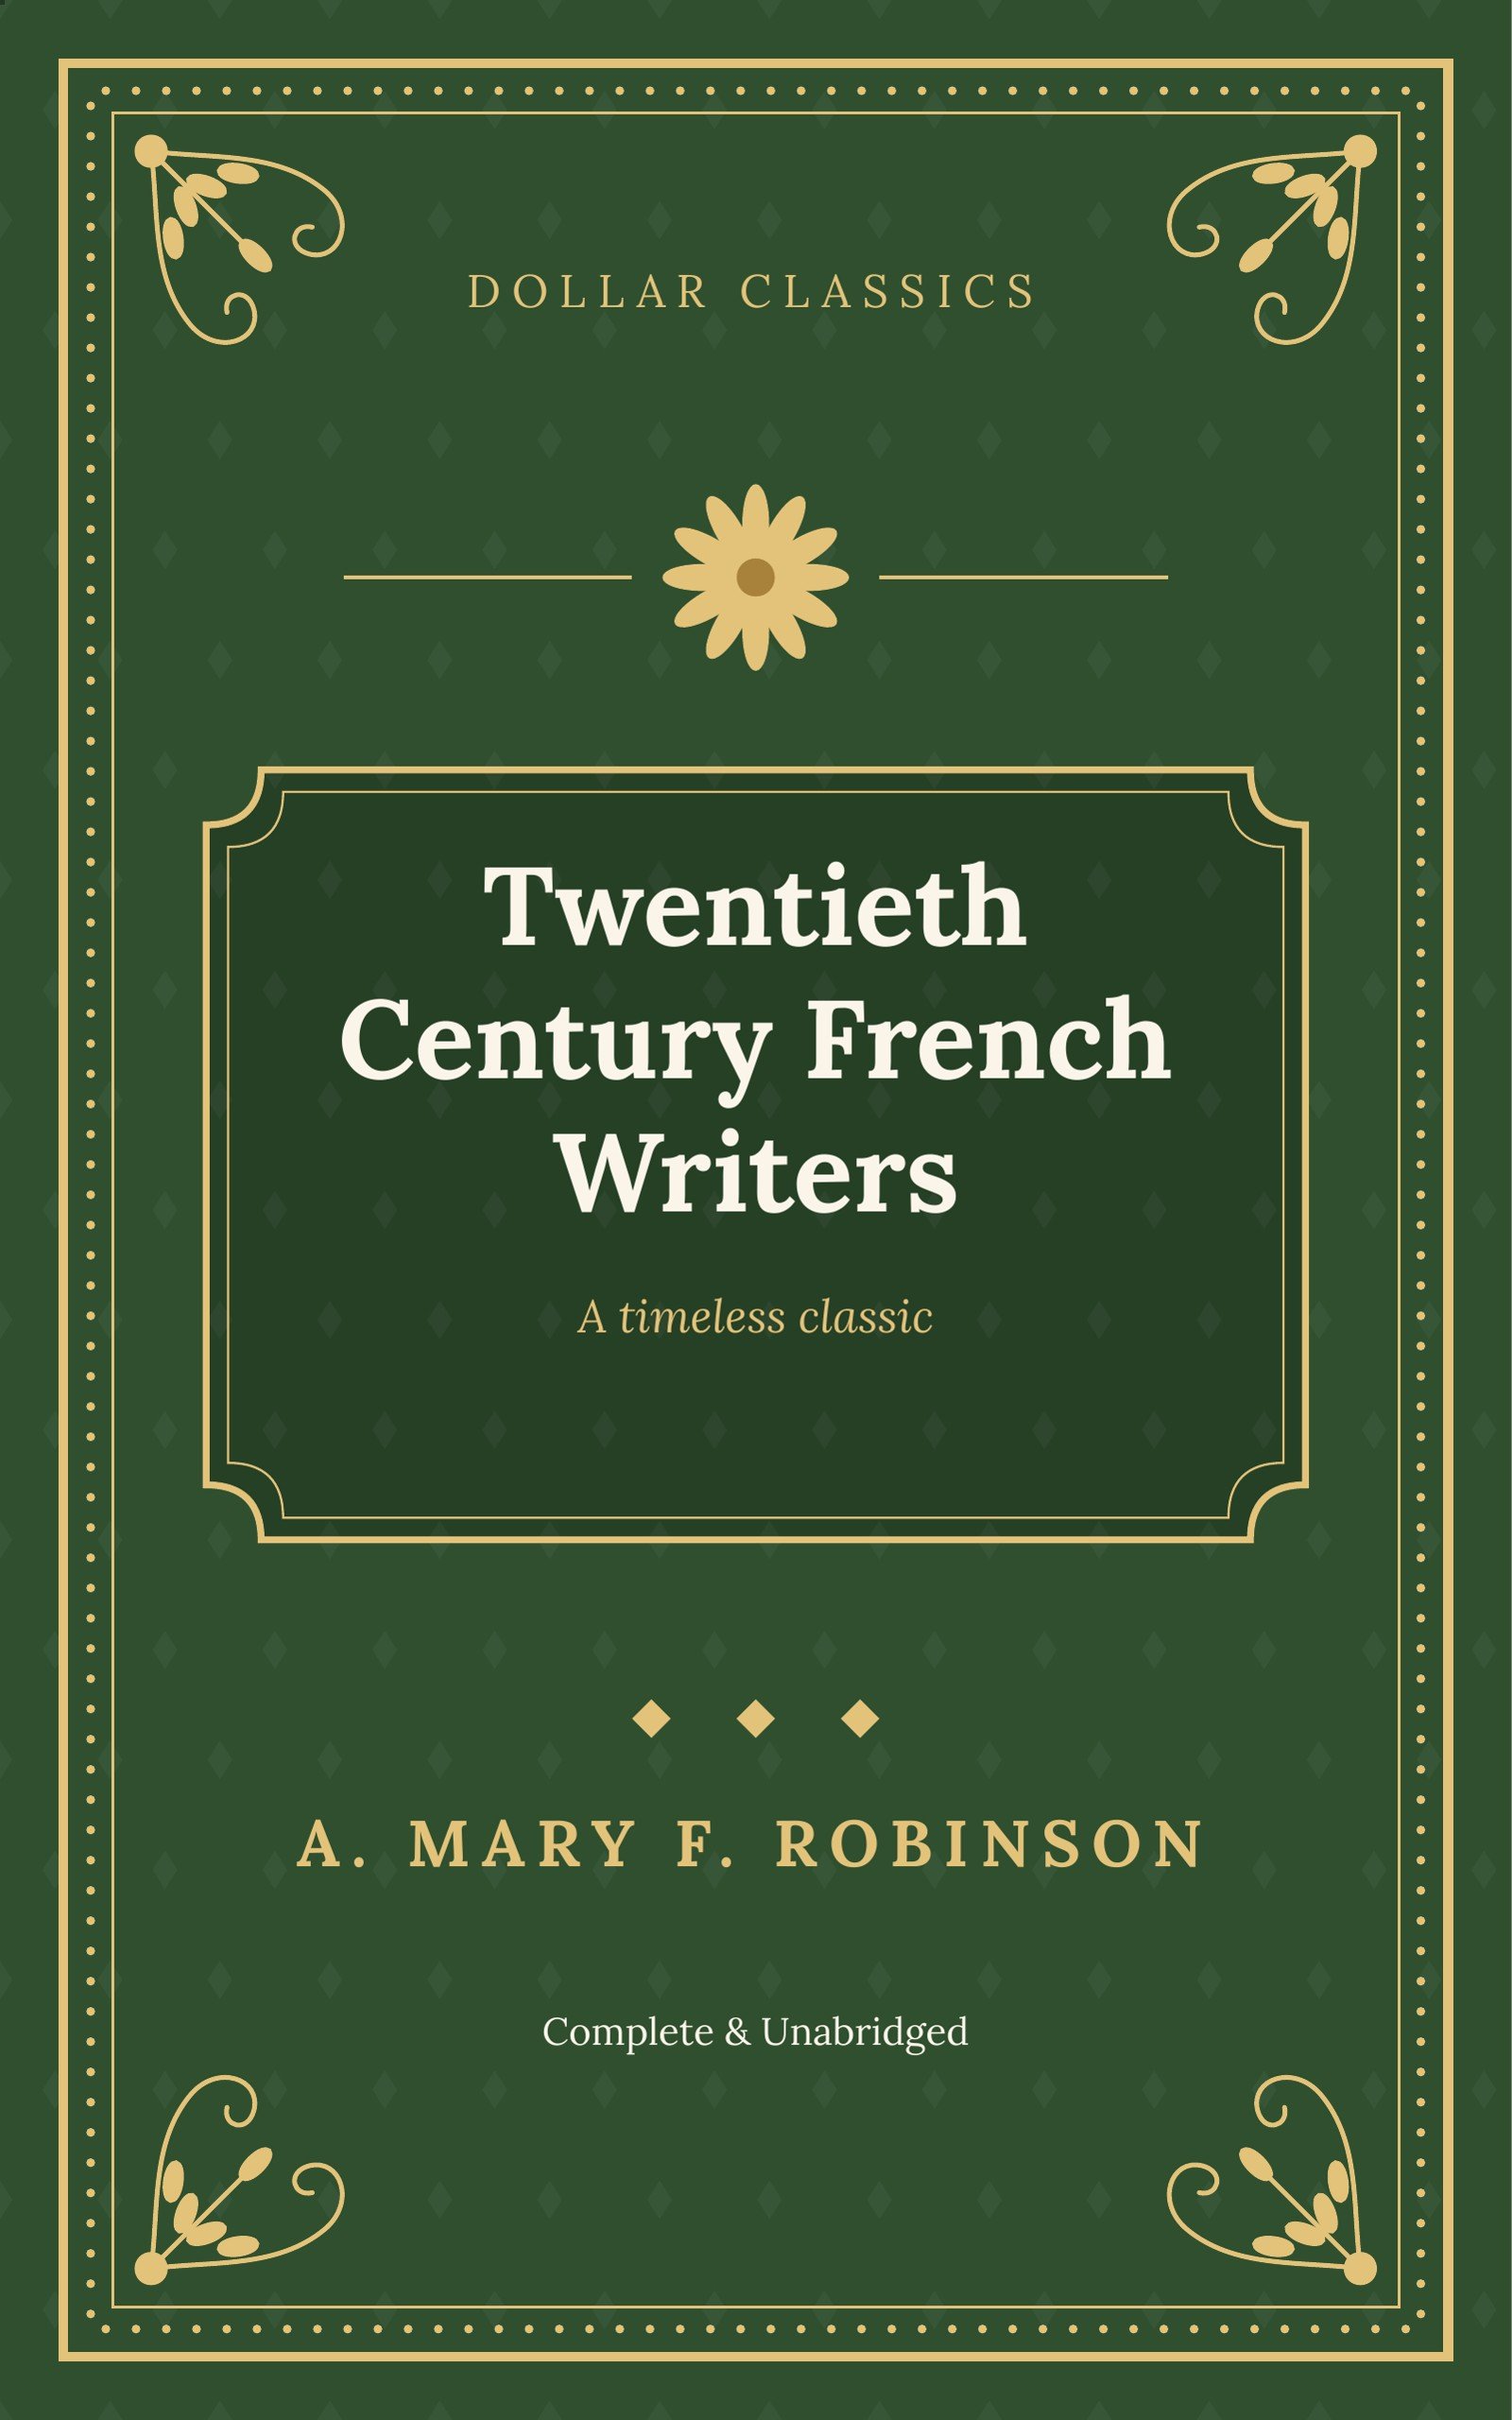 DOLLAR CLASSICS
Twentieth
Century French
Writers
A timeless classic
A. MARY F. ROBINSON
Complete & Unabridged